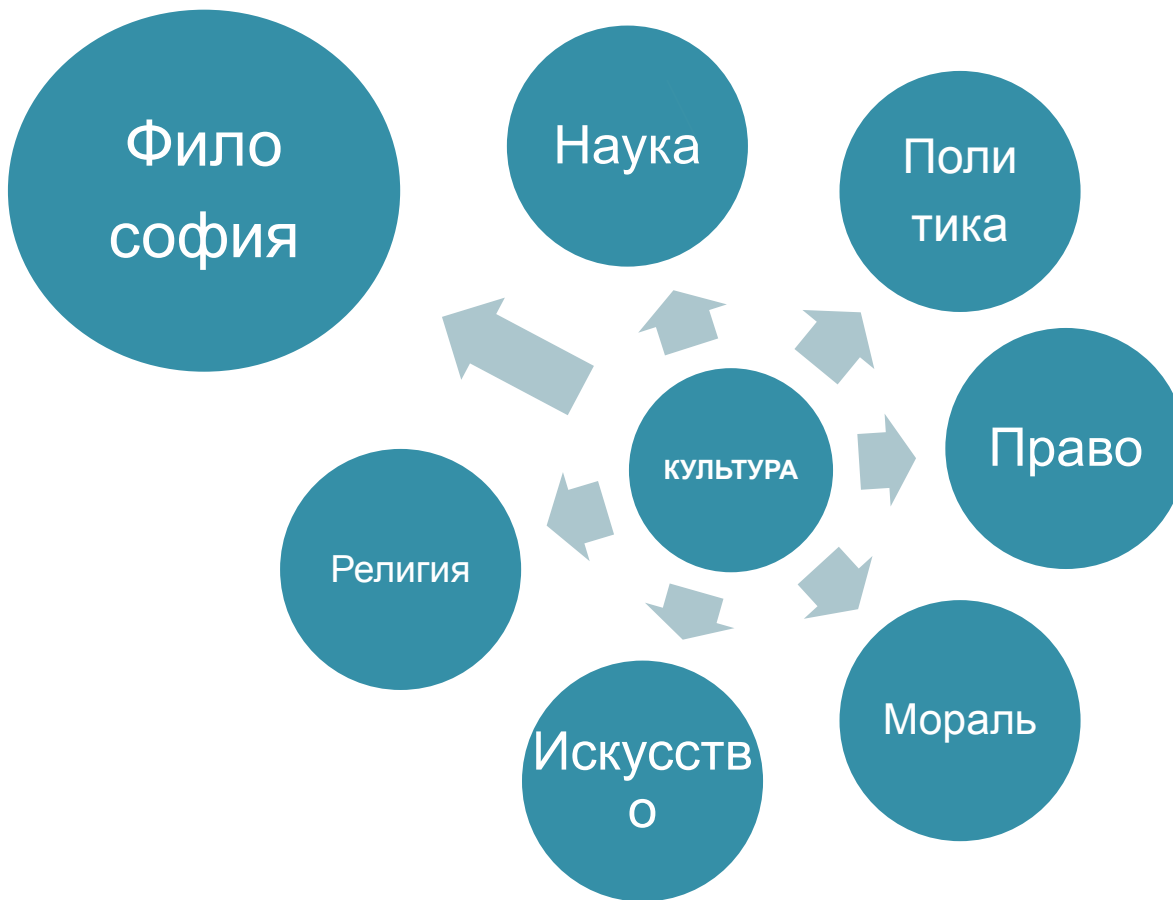 Фило
софия
Наука
Поли
тика
Право
КУЛЬТУРА
Религия
Мораль
Искусств
о